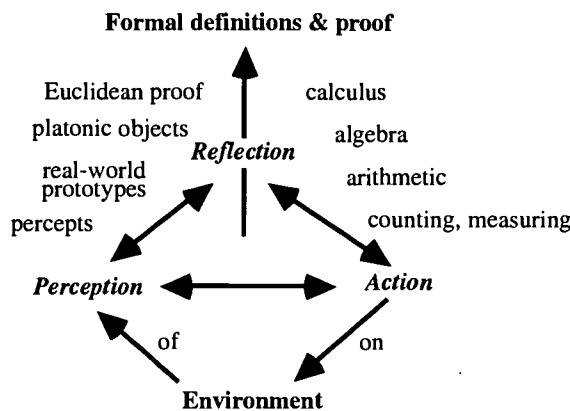 Formal definitions & proof
Euclidean proof
calculus
platonic objects
algebra
Reflection
real-world
prototypes
arithmetic
percepts
counting, measuring
Perception
Action
of
on
Environment